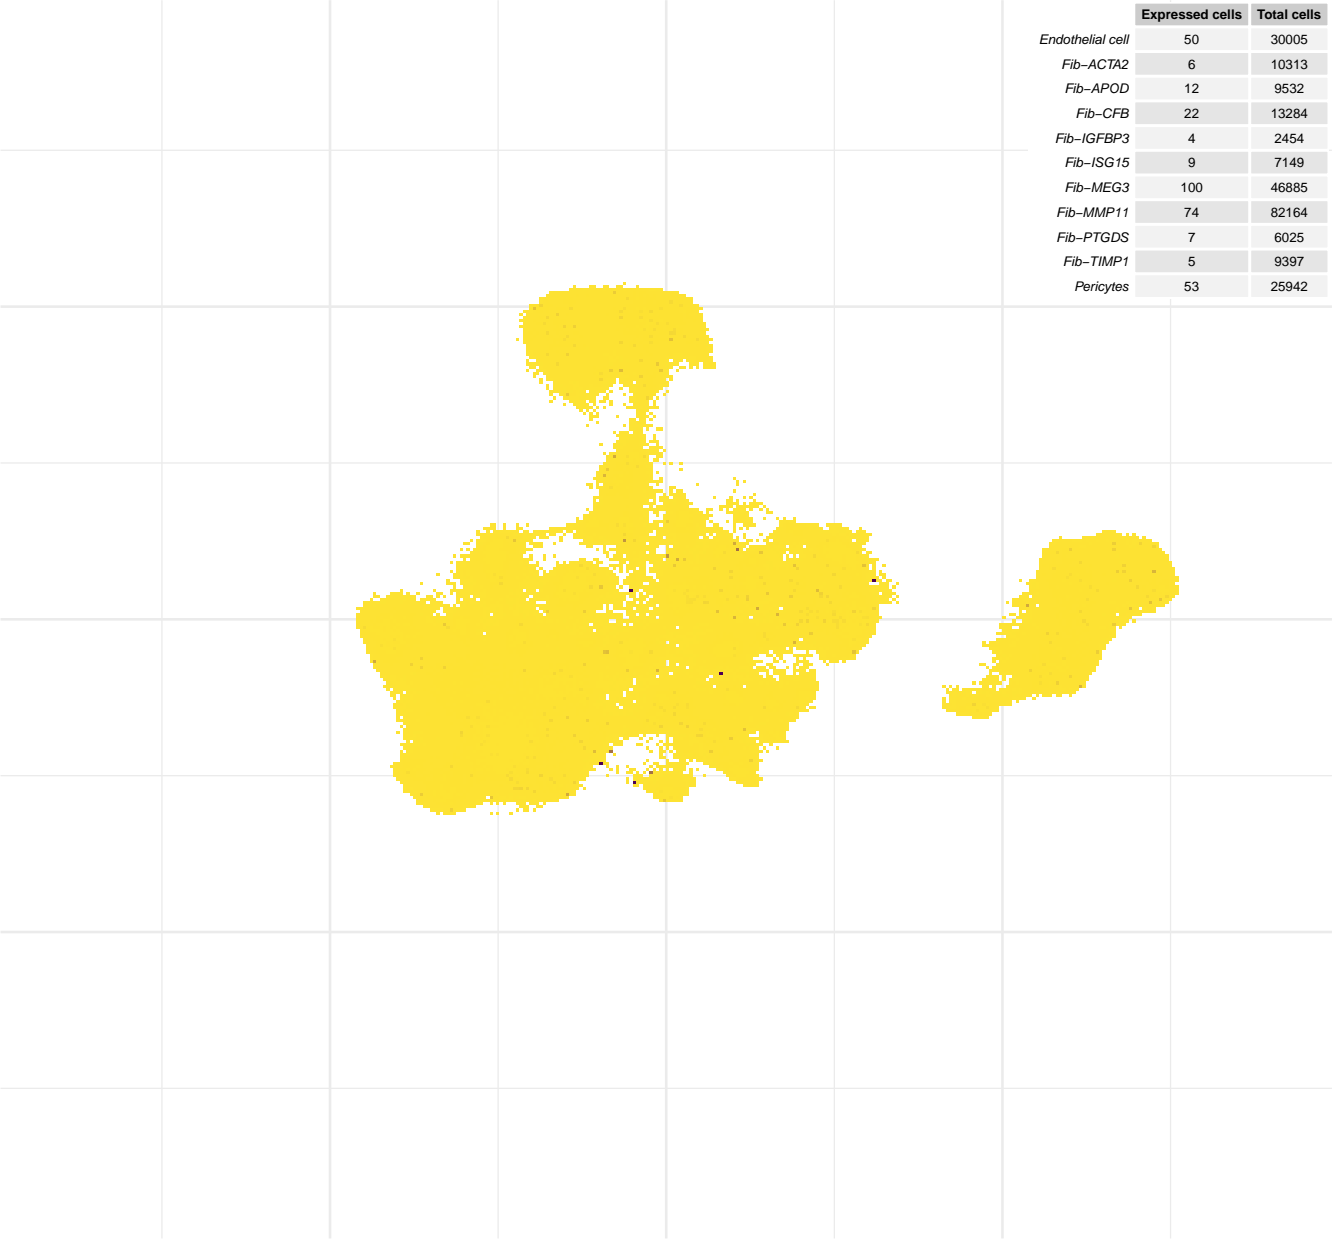 Expressed cells Total cells
Endothelial cell 50 30005
Fib−ACTA2 6 10313
Fib−APOD 12 9532
Fib−CFB 22 13284
Fib−IGFBP3 4 2454
Fib−ISG15 9 7149
Fib−MEG3 100 46885
Fib−MMP11 74 82164
Fib−PTGDS 7 6025
Fib−TIMP1 5 9397
Pericytes 53 25942